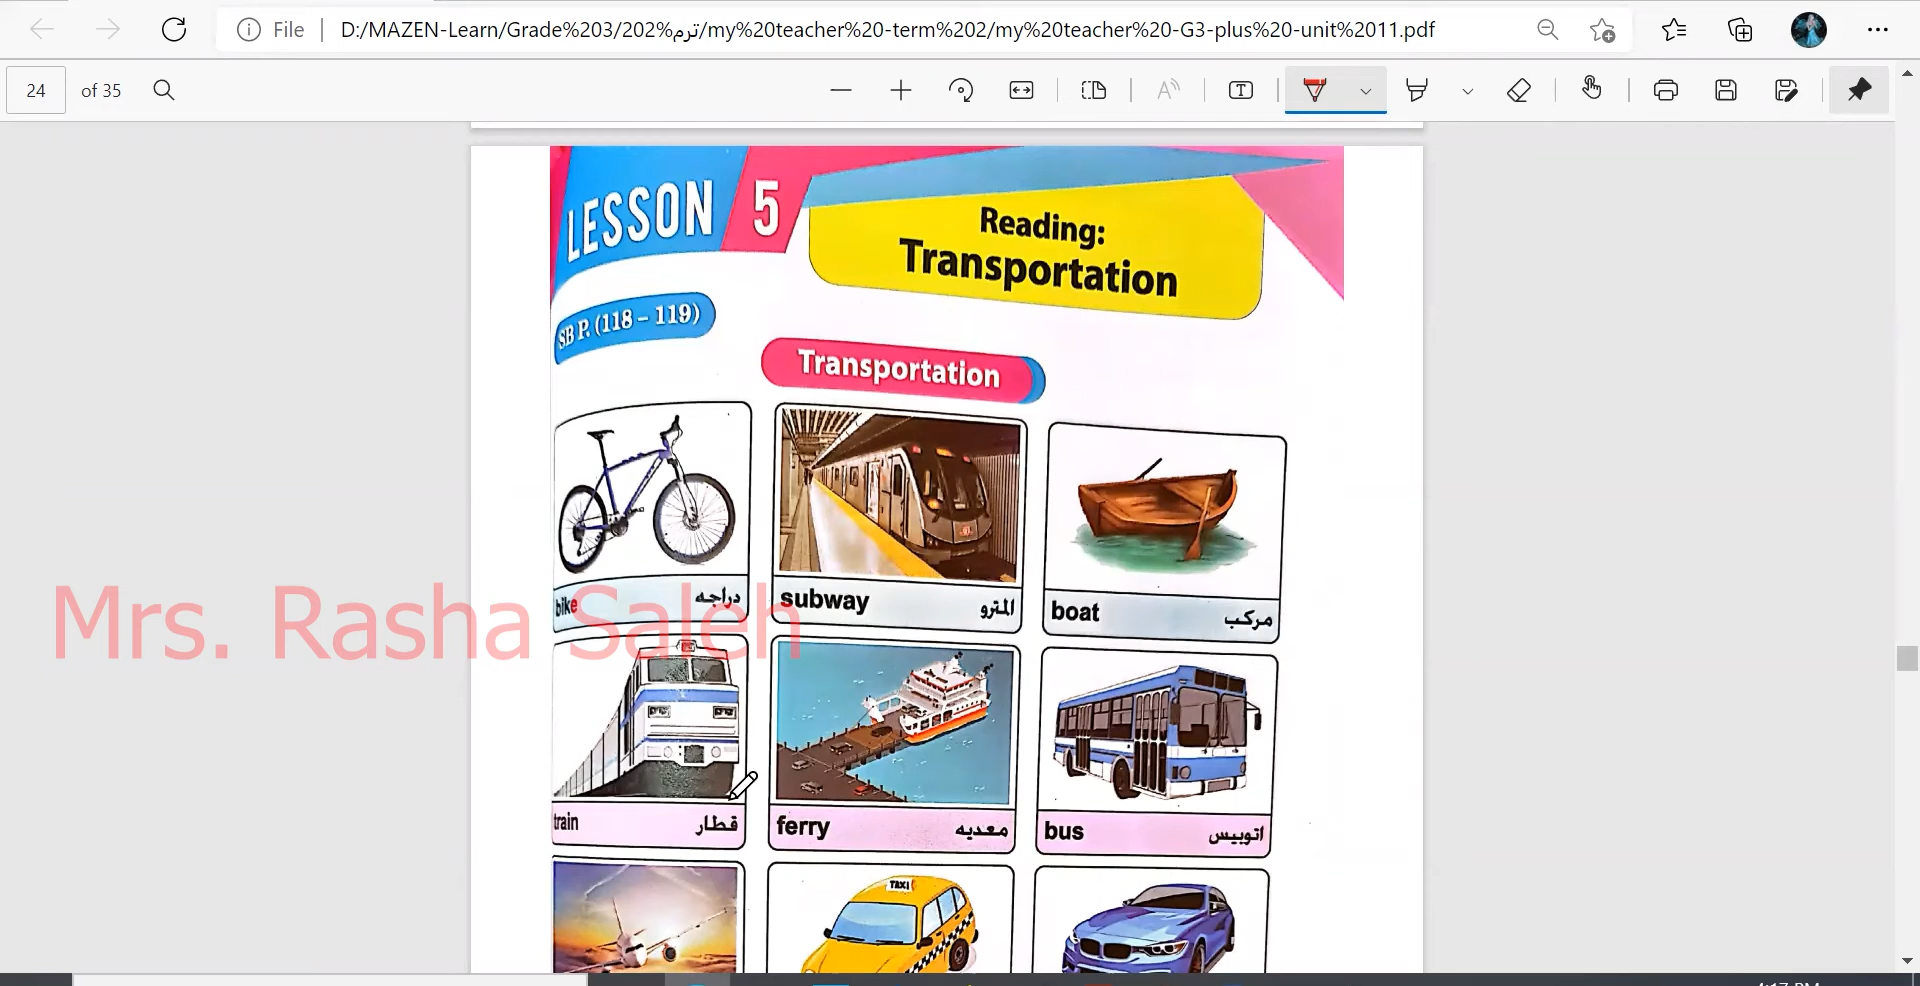 File
D:/MAZEN-Learn/Grade%203/202%ترم/my%20teacher%20-term%202/my%20teacher%20-G3-plus%20-unit%2011.pdf
24 of 35
LESSON 5
Reading:
Transportation
SB P. (118 – 119)
Transportation
bike دراجه
subway المترو
boat مركب
Mrs. Rasha Saleh
train قطار
ferry معديه
bus اتوبيس
TAXI